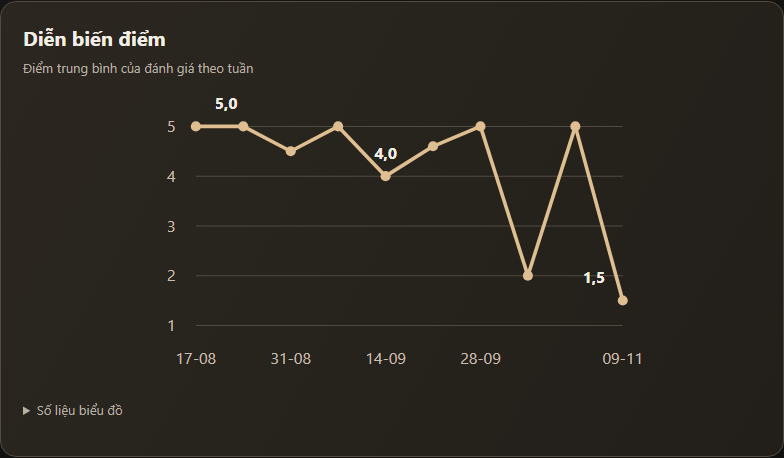 Diễn biến điểm
Điểm trung bình của đánh giá theo tuần
5,0
5
4,0
4
3
2
1,5
1
17-08 31-08 14-09 28-09 09-11
▶ Số liệu biểu đồ